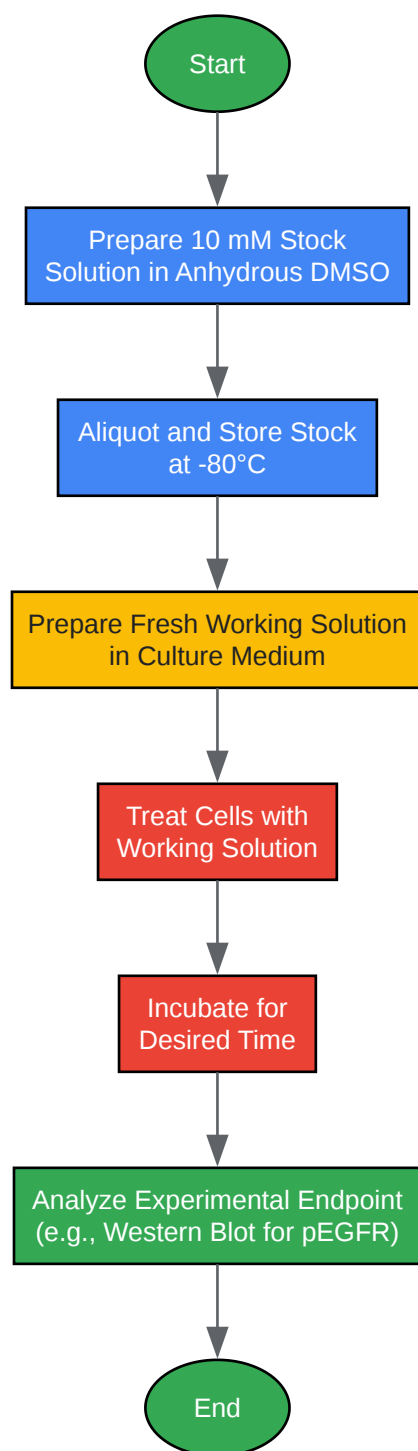 Start
Prepare 10 mM Stock
Solution in Anhydrous DMSO
Aliquot and Store Stock
at -80°C
Prepare Fresh Working Solution
in Culture Medium
Treat Cells with
Working Solution
Incubate for
Desired Time
Analyze Experimental Endpoint
(e.g., Western Blot for pEGFR)
End